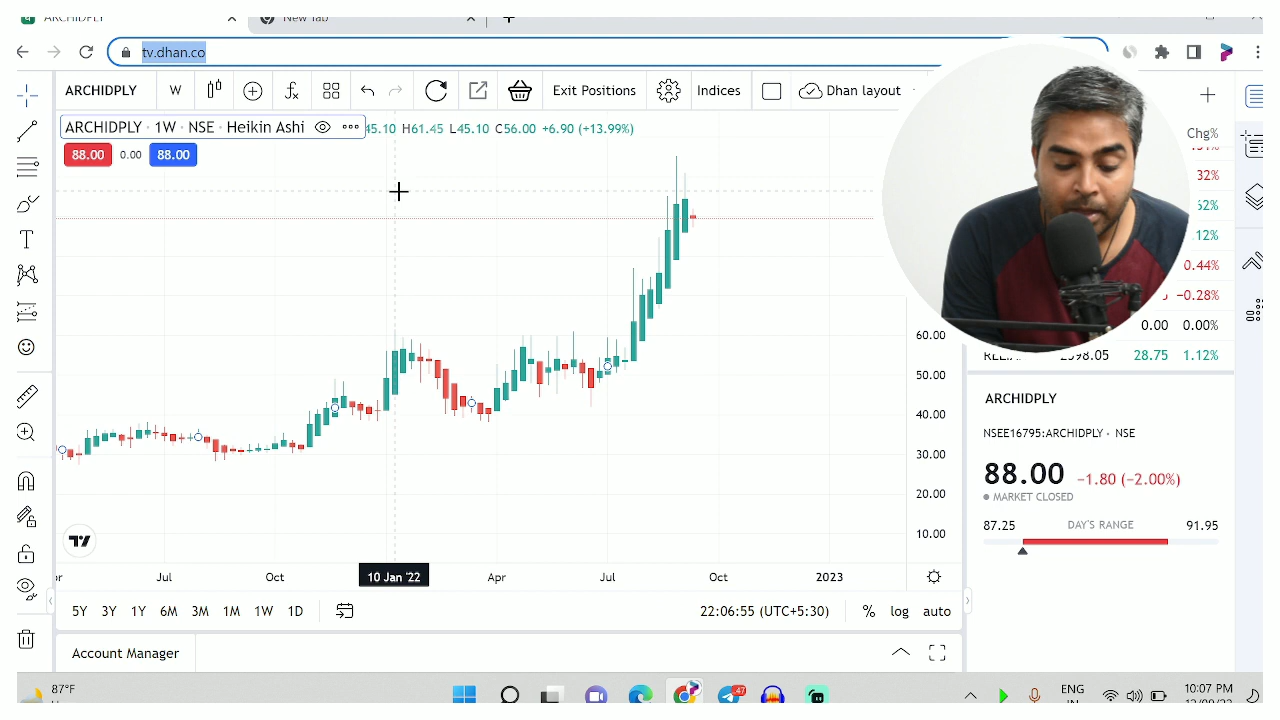 ARCHIDPLY
New Tab
tv.dhan.co
ARCHIDPLY W Exit Positions Indices Dhan layout
ARCHIDPLY · 1W · NSE · Heikin Ashi 45.10 H61.45 L45.10 C56.00 +6.90 (+13.99%)
88.00 0.00 88.00
Chg%
32%
62%
.12%
0.44%
−0.28%
0.00 0.00%
28.75 1.12%
60.00
50.00
40.00
30.00
20.00
10.00
Jul Oct 10 Jan '22 Apr Jul Oct 2023
5Y 3Y 1Y 6M 3M 1M 1W 1D 22:06:55 (UTC+5:30) % log auto
Account Manager
ARCHIDPLY
NSEE16795:ARCHIDPLY · NSE
88.00 −1.80 (−2.00%)
MARKET CLOSED
87.25 DAY'S RANGE 91.95
87°F
47
ENG
IN
10:07 PM